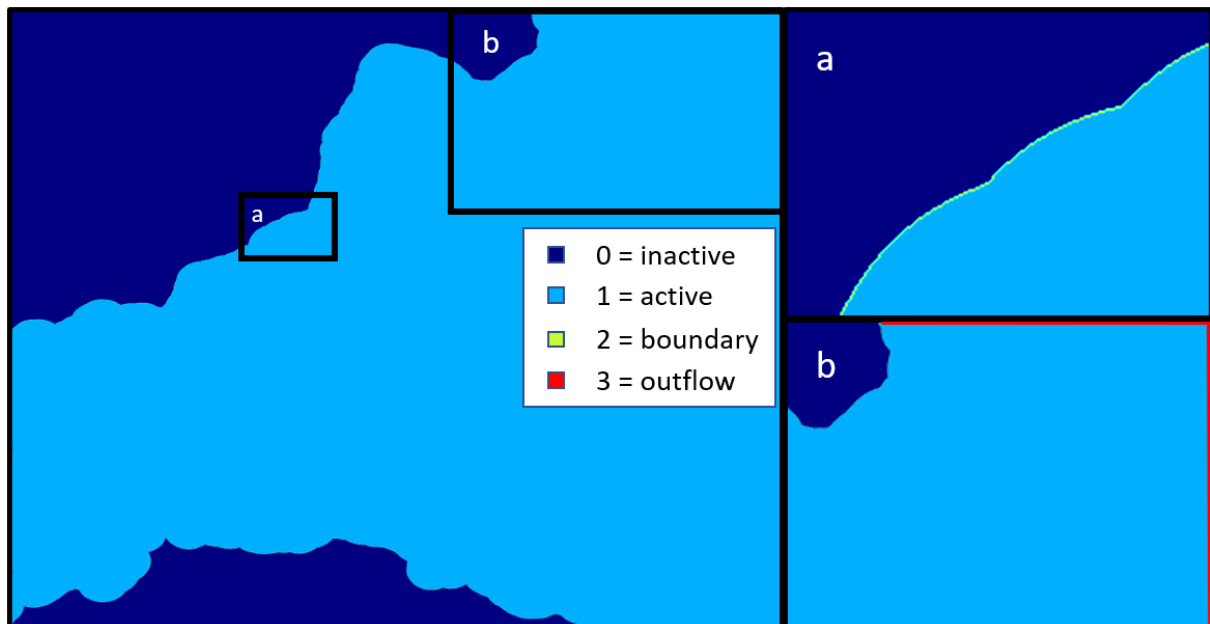 b
a
a
0 = inactive
1 = active
2 = boundary
3 = outflow
b